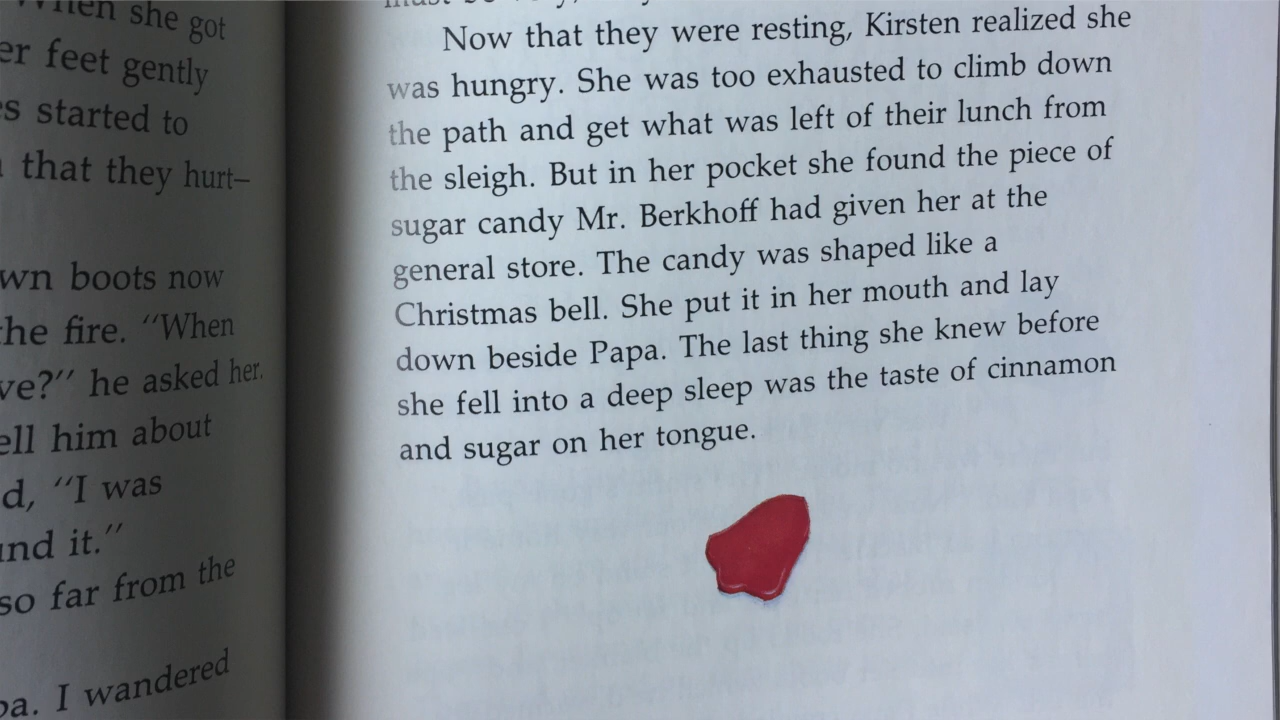 When she got
er feet gently
s started to
that they hurt—
wn boots now
he fire. “When
ve?” he asked her.
ell him about
d, “I was
und it.”
so far from the
pa. I wandered
Now that they were resting, Kirsten realized she
was hungry. She was too exhausted to climb down
the path and get what was left of their lunch from
the sleigh. But in her pocket she found the piece of
sugar candy Mr. Berkhoff had given her at the
general store. The candy was shaped like a
Christmas bell. She put it in her mouth and lay
down beside Papa. The last thing she knew before
she fell into a deep sleep was the taste of cinnamon
and sugar on her tongue.